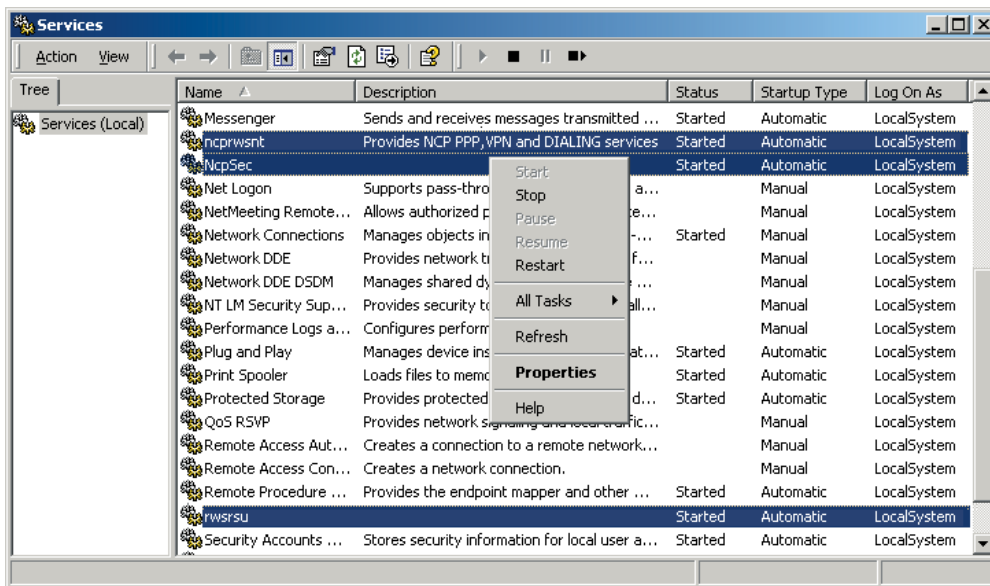 Services
Action View
Tree
Name Description Status Startup Type Log On As
Services (Local)
Messenger Sends and receives messages transmitted ... Started Automatic LocalSystem
ncprwsnt Provides NCP PPP,VPN and DIALING services Started Automatic LocalSystem
NcpSec Started Automatic LocalSystem
Net Logon Supports pass-thro a... Manual LocalSystem
NetMeeting Remote... Allows authorized p te... Manual LocalSystem
Network Connections Manages objects in -... Started Manual LocalSystem
Network DDE Provides network tr f... Manual LocalSystem
Network DDE DSDM Manages shared dy ... Manual LocalSystem
NT LM Security Sup... Provides security to all... Manual LocalSystem
Performance Logs a... Configures perform Manual LocalSystem
Plug and Play Manages device ins at... Started Automatic LocalSystem
Print Spooler Loads files to memo Started Automatic LocalSystem
Protected Storage Provides protected d... Started Automatic LocalSystem
QoS RSVP Provides network signaling and local traffic... Manual LocalSystem
Remote Access Aut... Creates a connection to a remote network... Manual LocalSystem
Remote Access Con... Creates a network connection. Manual LocalSystem
Remote Procedure ... Provides the endpoint mapper and other ... Started Automatic LocalSystem
rwsrsu Started Automatic LocalSystem
Security Accounts ... Stores security information for local user a... Started Automatic LocalSystem
Start
Stop
Pause
Resume
Restart
All Tasks
Refresh
Properties
Help